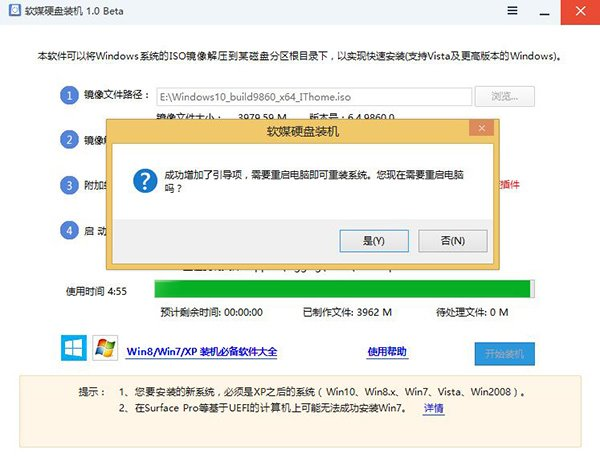 软媒硬盘装机 1.0 Beta
本软件可以将Windows系统的ISO镜像解压到某磁盘分区根目录下，以实现快速安装(支持Vista及更高版本的Windows)。
1 镜像文件路径： E:\Windows10_build9860_x64_IThome.iso 浏览...
镜像文件大小： 3979.59 M 版本号：6.4.9860.0
2 镜像
软媒硬盘装机
成功增加了引导项，需要重启电脑即可重装系统。您现在需要重启电脑
吗？
3 附加
插件
是(Y) 否(N)
4 启 动
使用时间 4:55
预计剩余时间: 00:00:00 已制作文件: 3962 M 待处理文件: 0 M
Win8/Win7/XP 装机必备软件大全 使用帮助 开始装机
提示： 1、您要安装的新系统，必须是XP之后的系统（Win10、Win8.x、Win7、Vista、Win2008）。
2、在Surface Pro等基于UEFI的计算机上可能无法成功安装Win7。 详情